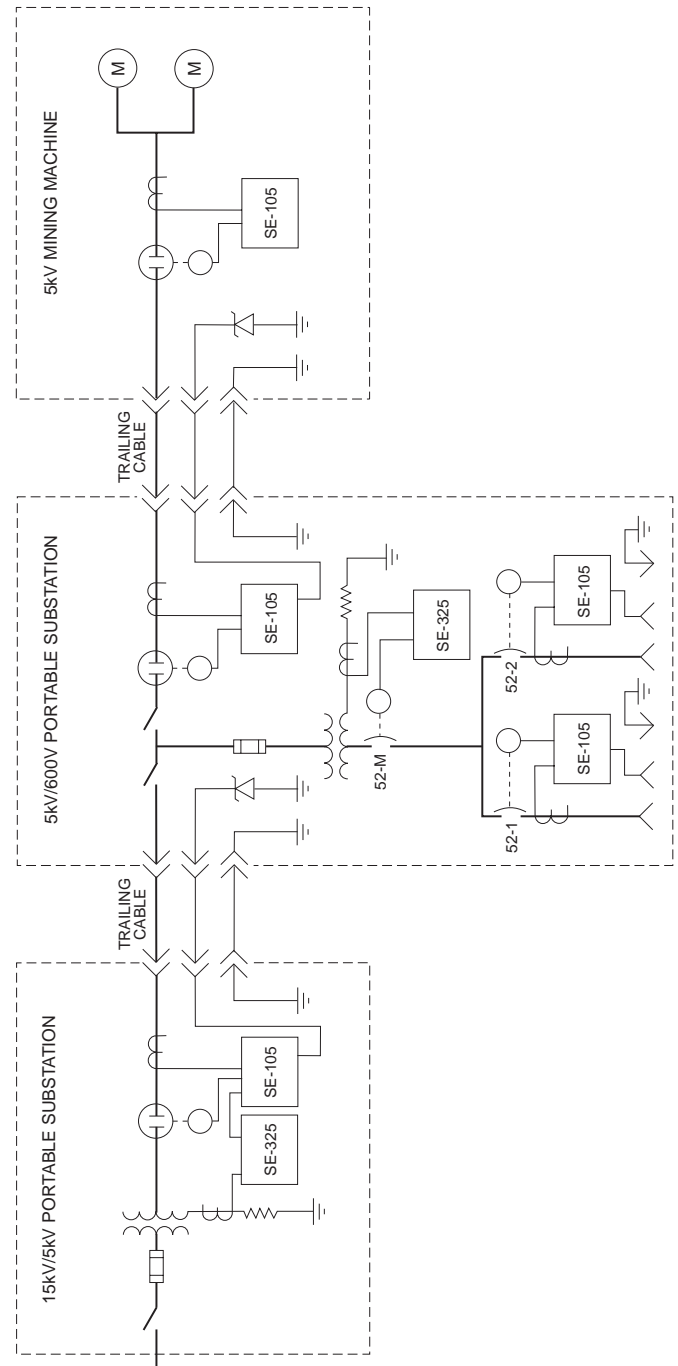 15kV/5kV PORTABLE SUBSTATION
SE-325
SE-105
TRAILING
CABLE
5kV/600V PORTABLE SUBSTATION
SE-105
52-M
SE-325
52-1
SE-105
52-2
SE-105
TRAILING
CABLE
5kV MINING MACHINE
SE-105
M
M